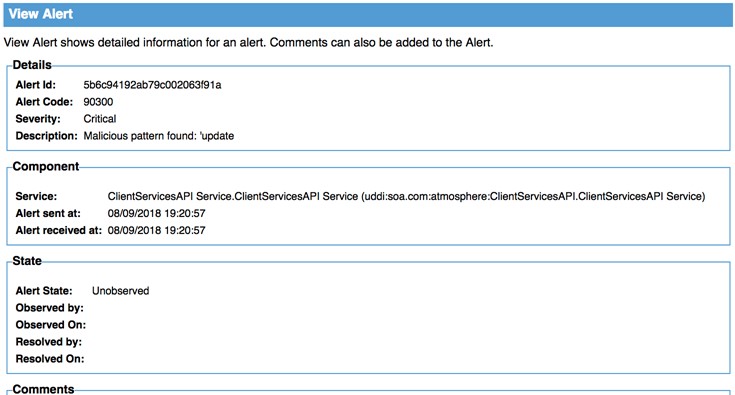 View Alert
View Alert shows detailed information for an alert. Comments can also be added to the Alert.
Details
Alert Id: 5b6c94192ab79c002063f91a
Alert Code: 90300
Severity: Critical
Description: Malicious pattern found: 'update
Component
Service: ClientServicesAPI Service.ClientServicesAPI Service (uddi:soa.com:atmosphere:ClientServicesAPI.ClientServicesAPI Service)
Alert sent at: 08/09/2018 19:20:57
Alert received at: 08/09/2018 19:20:57
State
Alert State: Unobserved
Observed by:
Observed On:
Resolved by:
Resolved On:
Comments